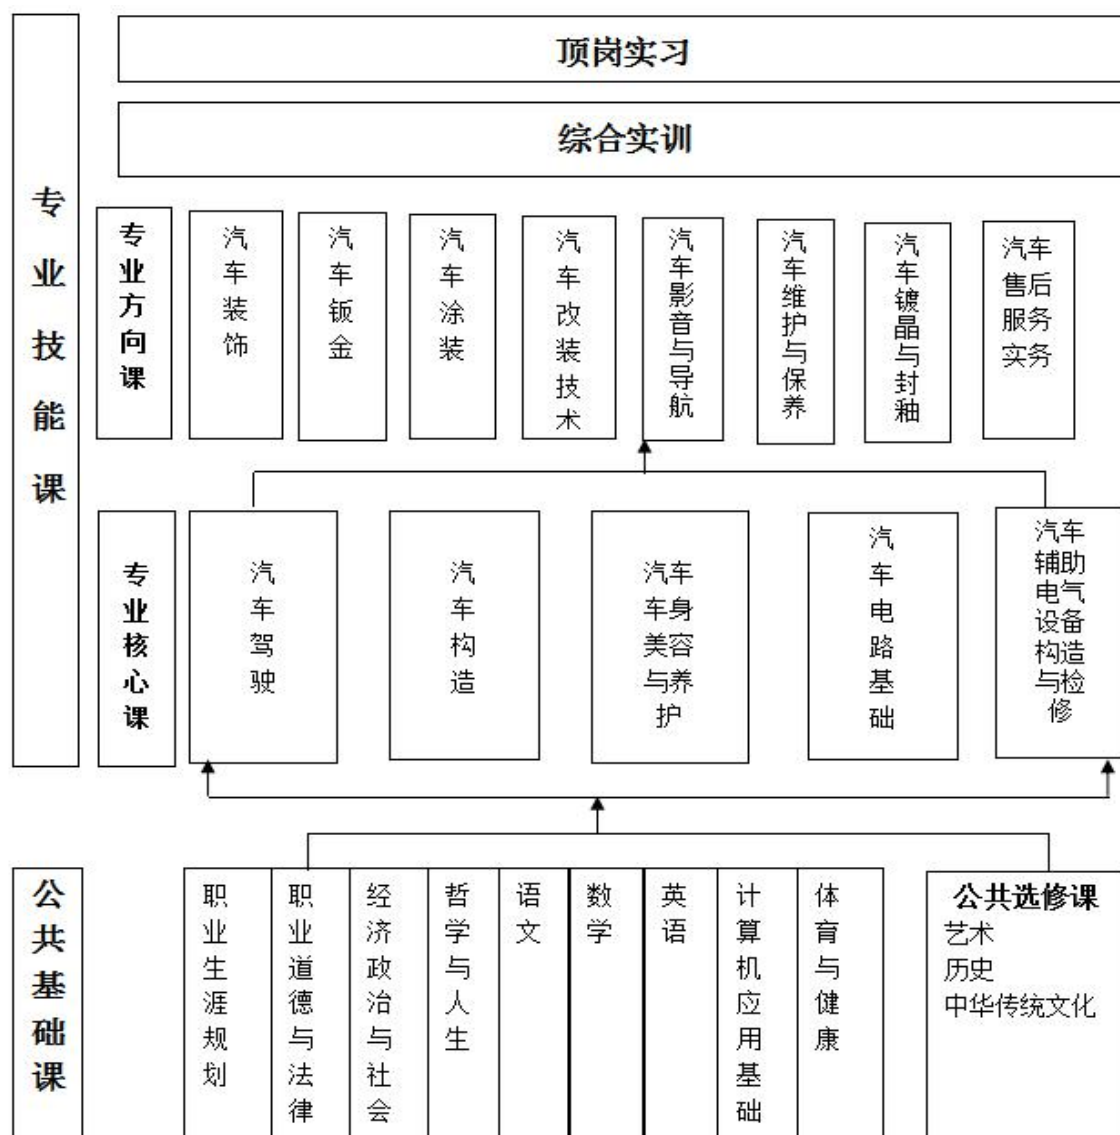 顶岗实习
综合实训
专业技能课
专业方向课
汽车装饰
汽车钣金
汽车涂装
汽车改装技术
汽车影音与导航
汽车维护与保养
汽车镀晶与封釉
汽车
售后
服务
实务
专业核心课
汽车驾驶
汽车构造
汽车
车身
美容
与养
护
汽车电路基础
汽车
辅助
电气
设备
构造
与检
修
公共基础课
职业生涯规划
职业道德与法律
经济政治与社会
哲学与人生
语文
数学
英语
计算机应用基础
体育与健康
公共选修课
艺术
历史
中华传统文化